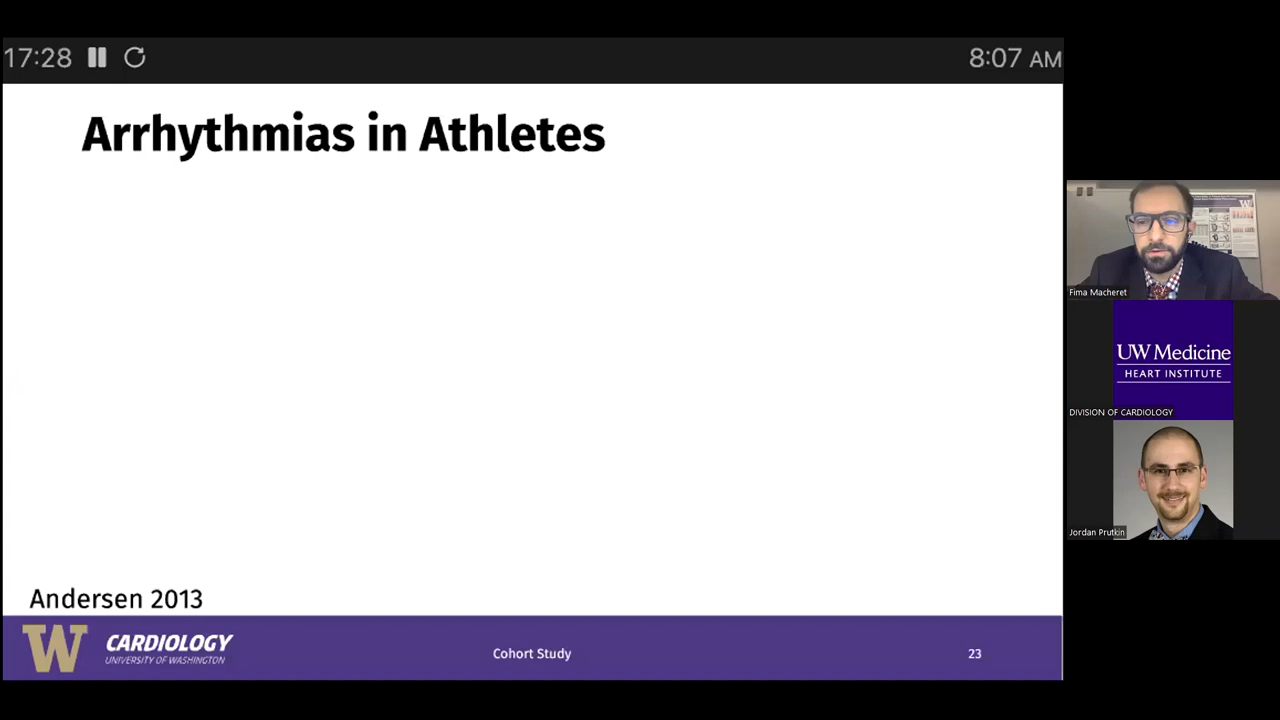 17:28
8:07 AM
Arrhythmias in Athletes
Andersen 2013
W
CARDIOLOGY
UNIVERSITY OF WASHINGTON
Cohort Study
23
W
Fima Macheret
UW Medicine
HEART INSTITUTE
DIVISION OF CARDIOLOGY
Jordan Prutkin